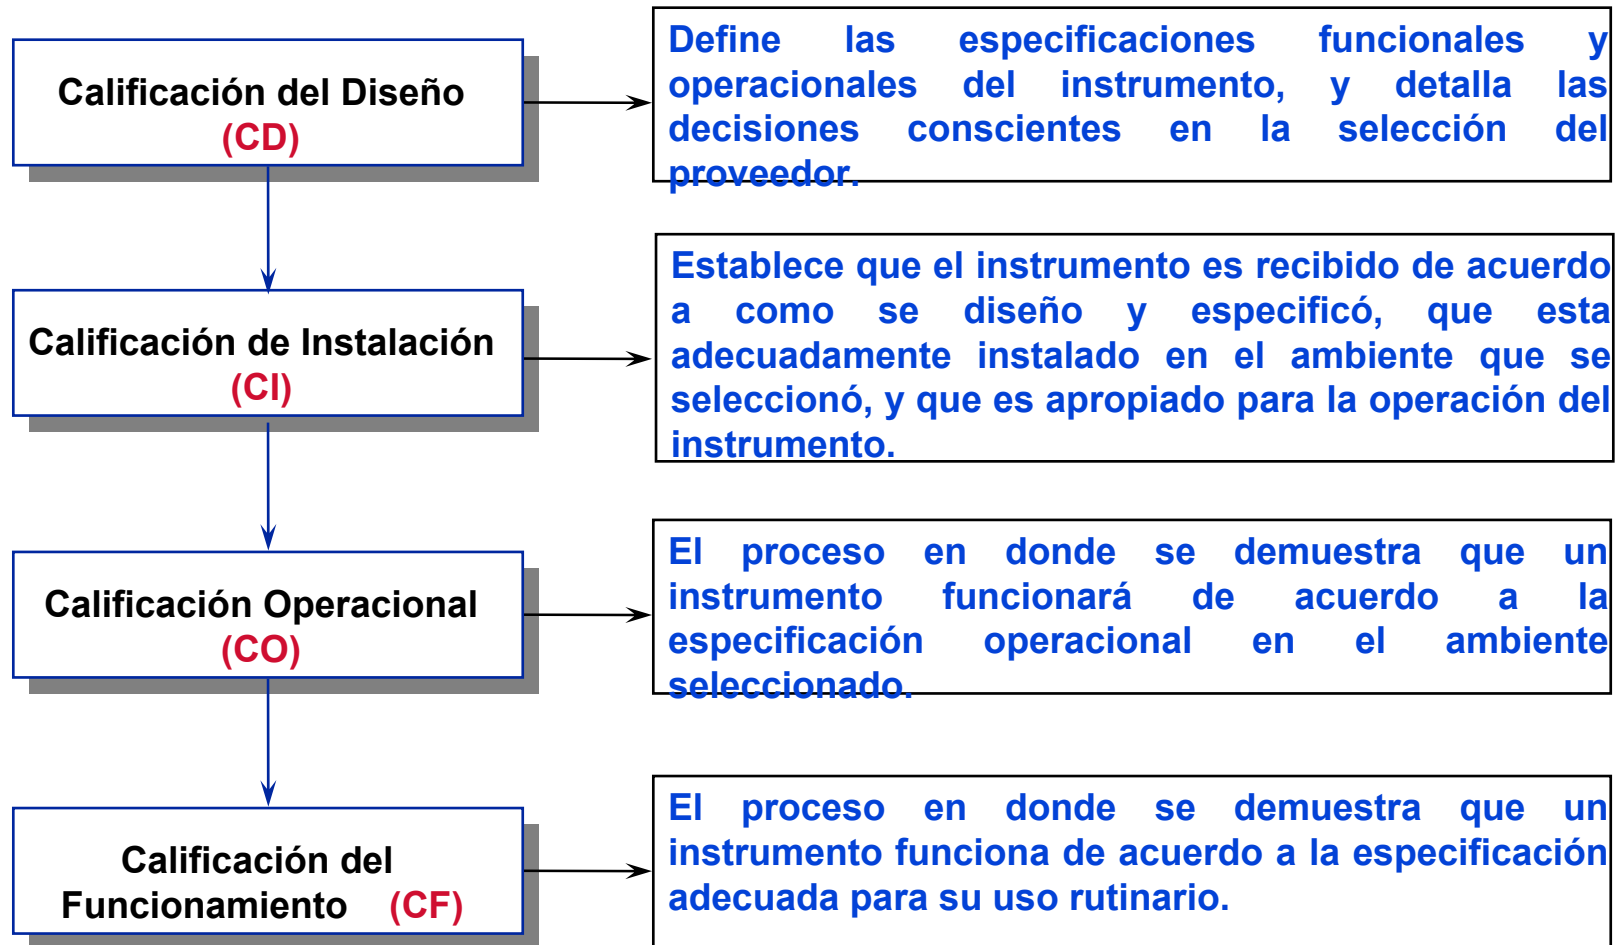 Calificación del Diseño
(CD)
Define las especificaciones funcionales y
operacionales del instrumento, y detalla las
decisiones conscientes en la selección del
proveedor.
Calificación de Instalación
(CI)
Establece que el instrumento es recibido de acuerdo
a como se diseño y especificó, que esta
adecuadamente instalado en el ambiente que se
seleccionó, y que es apropiado para la operación del
instrumento.
Calificación Operacional
(CO)
El proceso en donde se demuestra que un
instrumento funcionará de acuerdo a la
especificación operacional en el ambiente
seleccionado.
Calificación del
Funcionamiento (CF)
El proceso en donde se demuestra que un
instrumento funciona de acuerdo a la especificación
adecuada para su uso rutinario.